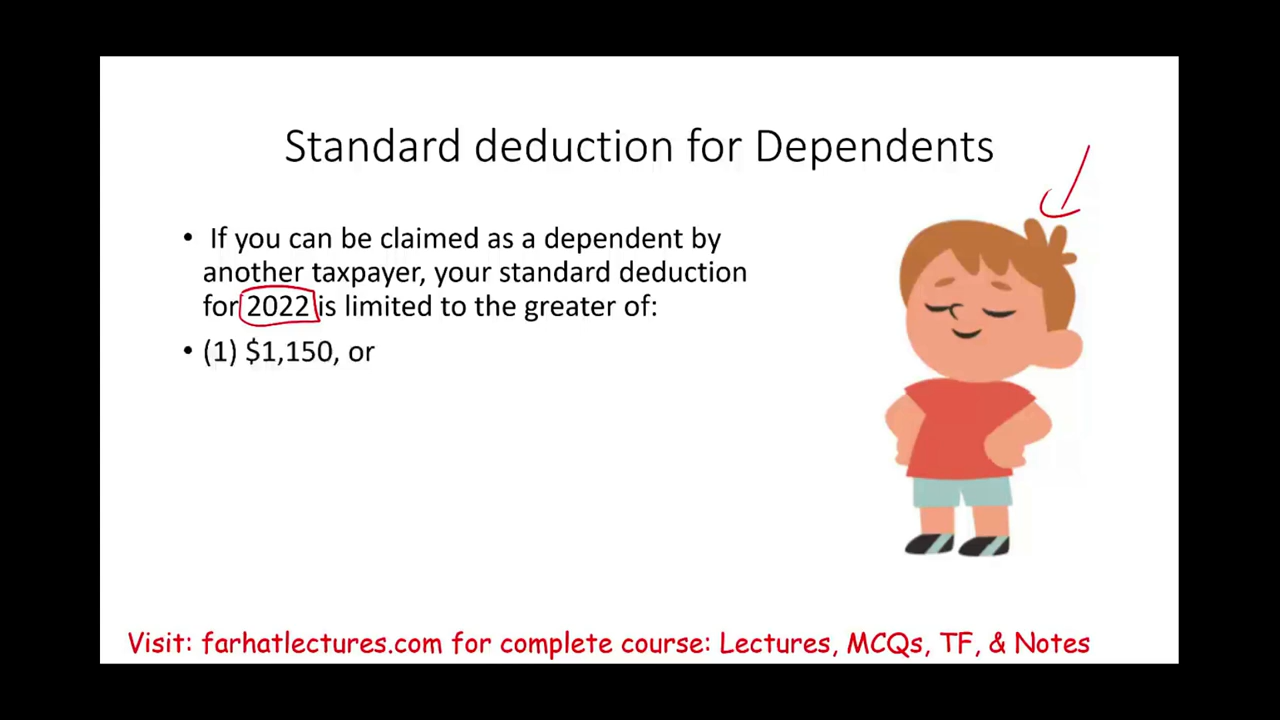 Standard deduction for Dependents
• If you can be claimed as a dependent by
another taxpayer, your standard deduction
for 2022 is limited to the greater of:
• (1) $1,150, or
Visit: farhatlectures.com for complete course: Lectures, MCQs, TF, & Notes